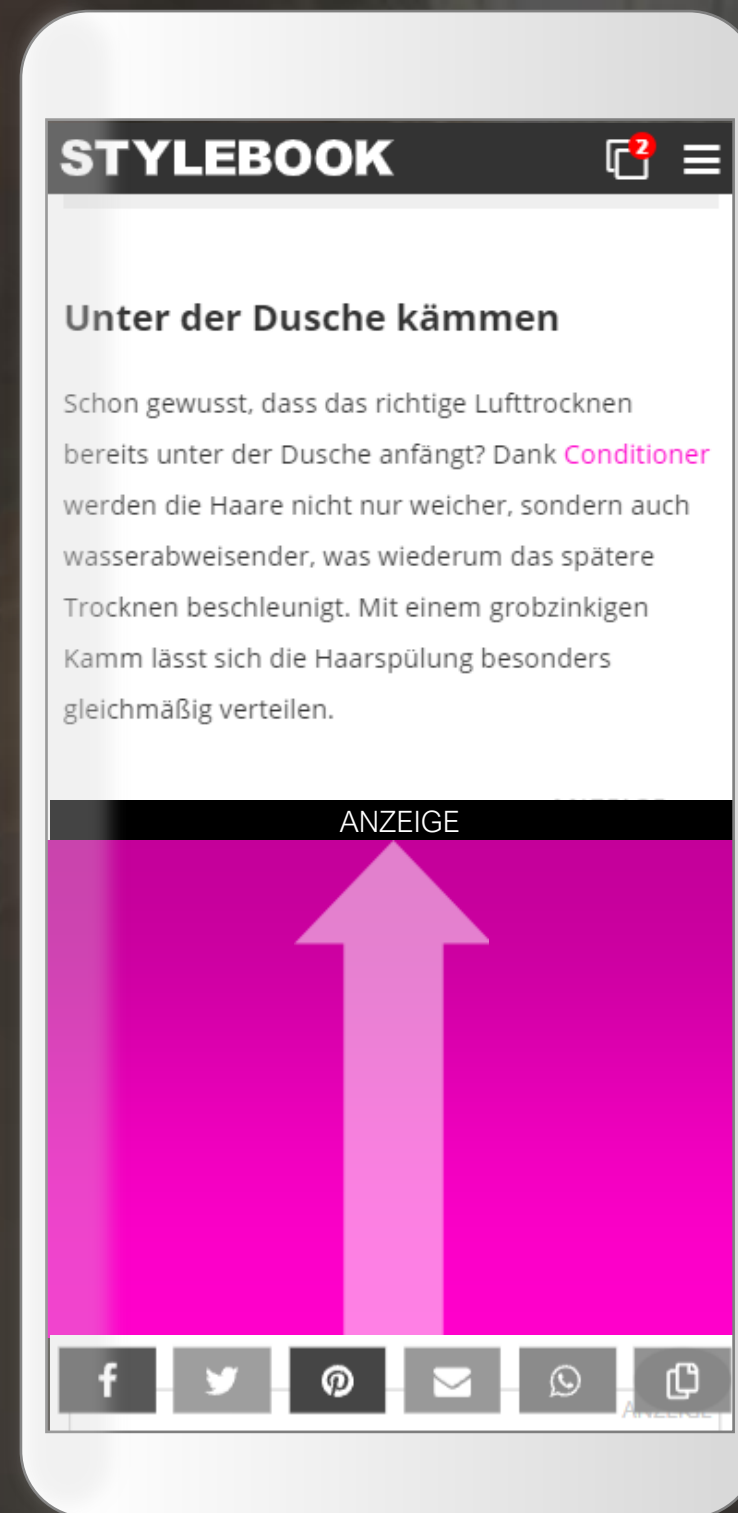 STYLEBOOK
2
Unter der Dusche kämmen
Schon gewusst, dass das richtige Lufttrocknen
bereits unter der Dusche anfängt? Dank Conditioner
werden die Haare nicht nur weicher, sondern auch
wasserabweisender, was wiederum das spätere
Trocknen beschleunigt. Mit einem grobzinkigen
Kamm lässt sich die Haarspülung besonders
gleichmäßig verteilen.
ANZEIGE
ANZEIGE